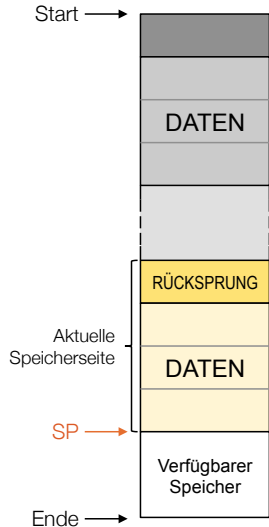 Start
DATEN
RÜCKSPRUNG
Aktuelle
Speicherseite
DATEN
SP
Verfügbarer
Speicher
Ende